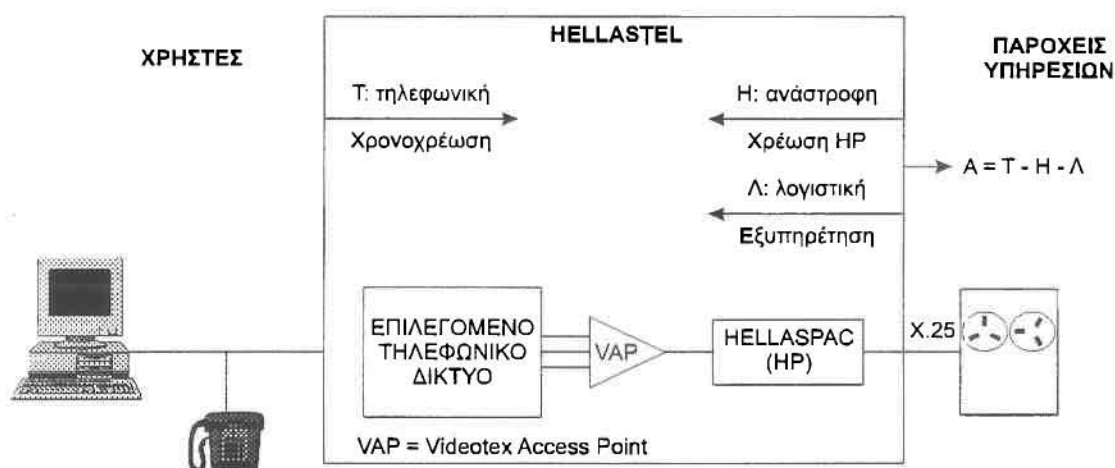 HELLASTEL
ΧΡΗΣΤΕΣ
ΠΑΡΟΧΕΙΣ
ΥΠΗΡΕΣΙΩΝ
Τ: τηλεφωνική
Χρονοχρέωση
Η: ανάστροφη
Χρέωση HP
Α = Τ - Η - Λ
Λ: λογιστική
Εξυπηρέτηση
ΕΠΙΛΕΓΟΜΕΝΟ
ΤΗΛΕΦΩΝΙΚΟ
ΔΙΚΤΥΟ
VAP
HELLASPAC
(HP)
X.25
VAP = Videotex Access Point